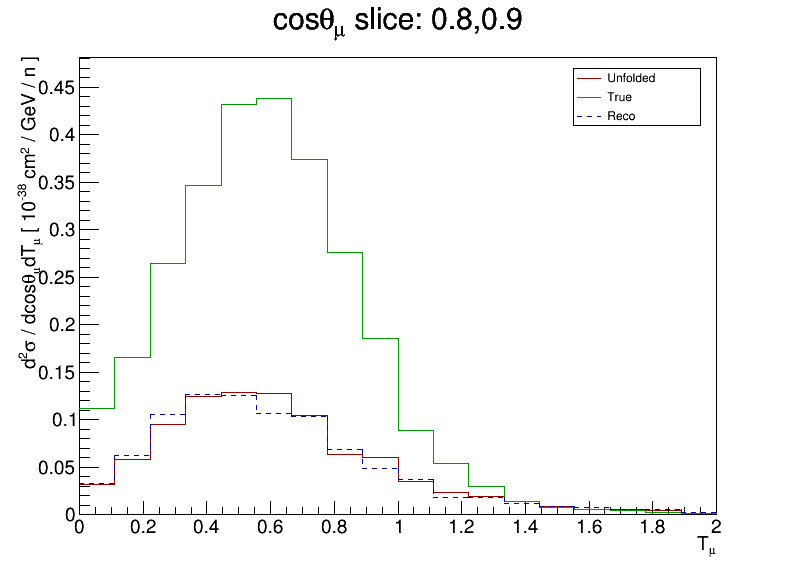 cosθμ slice: 0.8,0.9
d²σ / dcosθμdTμ [ 10⁻³⁸ cm² / GeV / n ]
0.45
0.4
0.35
0.3
0.25
0.2
0.15
0.1
0.05
0
Unfolded
True
Reco
0 0.2 0.4 0.6 0.8 1 1.2 1.4 1.6 1.8 2
Tμ